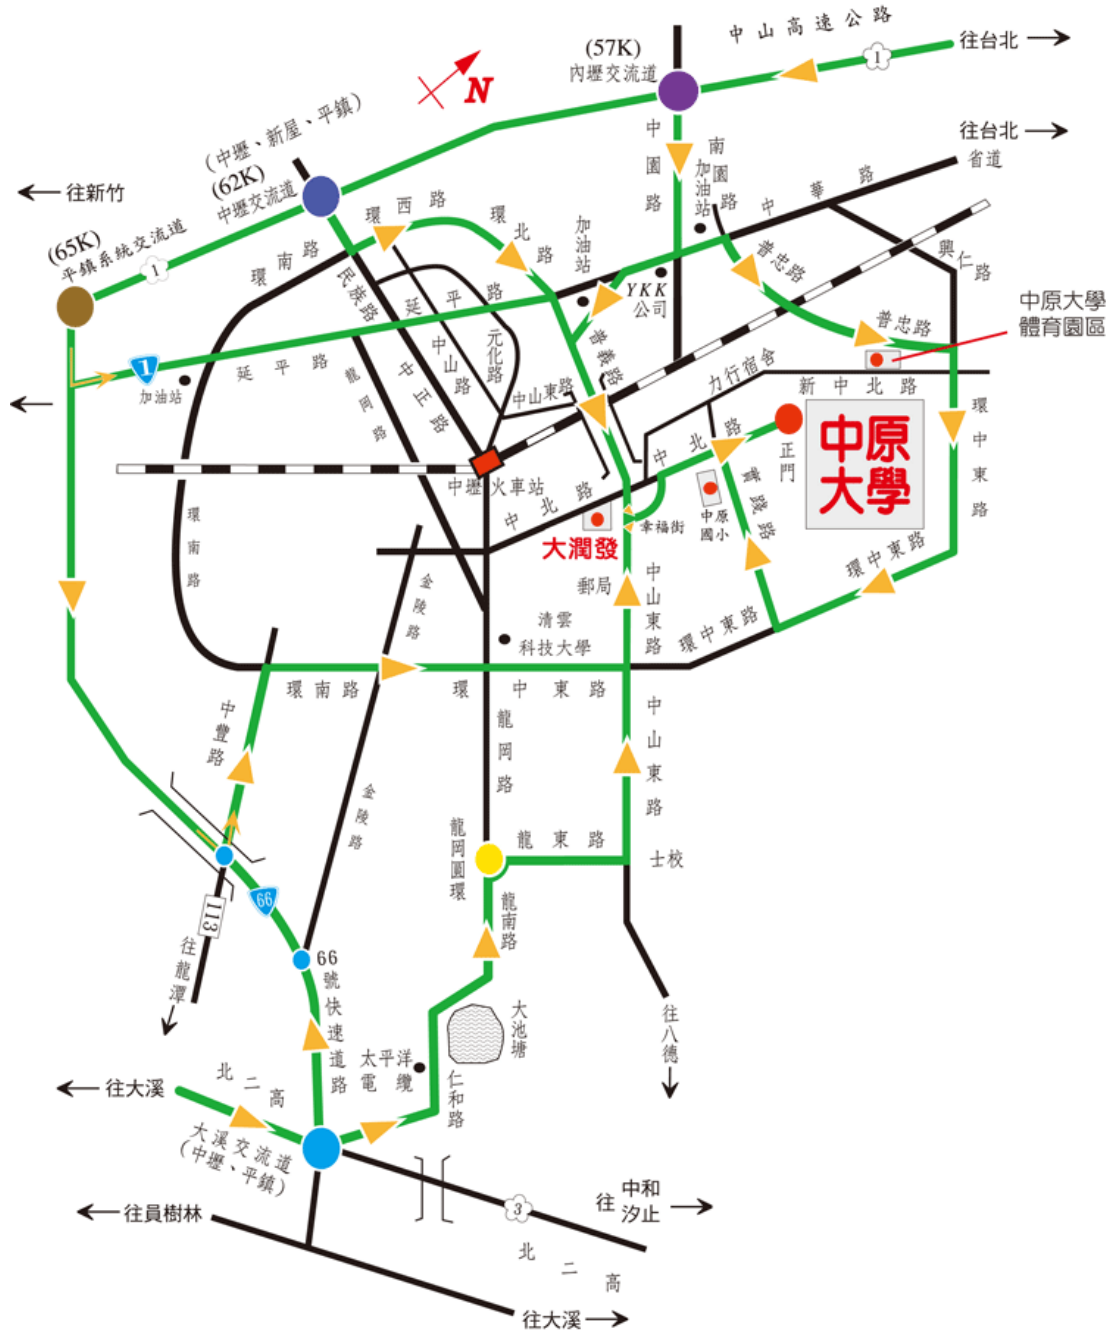 中山高速公路
1
往台北
(57K)
內壢交流道
N
(中壢、新屋、平鎮)
(62K)
中壢交流道
往新竹
(65K)
平鎮系統交流道
1
往台北
省道
中園路
南園路
加油站
中華路
環西路
環北路
環南路
加油站
YKK
公司
普忠路
興仁路
中原大學
體育園區
普忠路
民族路
延平路
元化路
中山路
普義路
力行宿舍
新中北路
1
延平路
加油站
龍岡路
中正路
中山東路
中北路
正門
中原
大學
環中東路
中壢火車站
中北路
大潤發
幸福街
中原
國小
實踐路
環中東路
環南路
金陵路
郵局
中山東路
清雲
科技大學
環中東路
環南路
環中東路
中豐路
龍岡路
中山東路
金陵路
龍岡圓環
龍東路
士校
66
113
龍南路
往龍潭
66
號快速道路
大池塘
往八德
太平洋
電纜
仁和路
往大溪
北二高
大溪交流道
(中壢、平鎮)
往員樹林
3
往
中和
汐止
北二高
往大溪